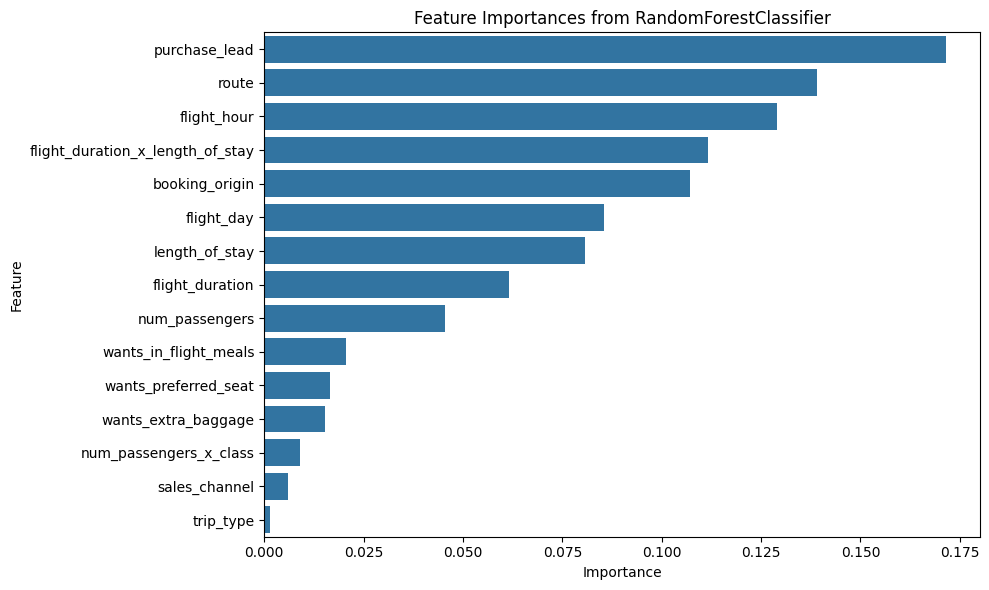 Feature Importances from RandomForestClassifier
purchase_lead
route
flight_hour
flight_duration_x_length_of_stay
booking_origin
flight_day
length_of_stay
flight_duration
num_passengers
wants_in_flight_meals
wants_preferred_seat
wants_extra_baggage
num_passengers_x_class
sales_channel
trip_type
Feature
0.000 0.025 0.050 0.075 0.100 0.125 0.150 0.175
Importance